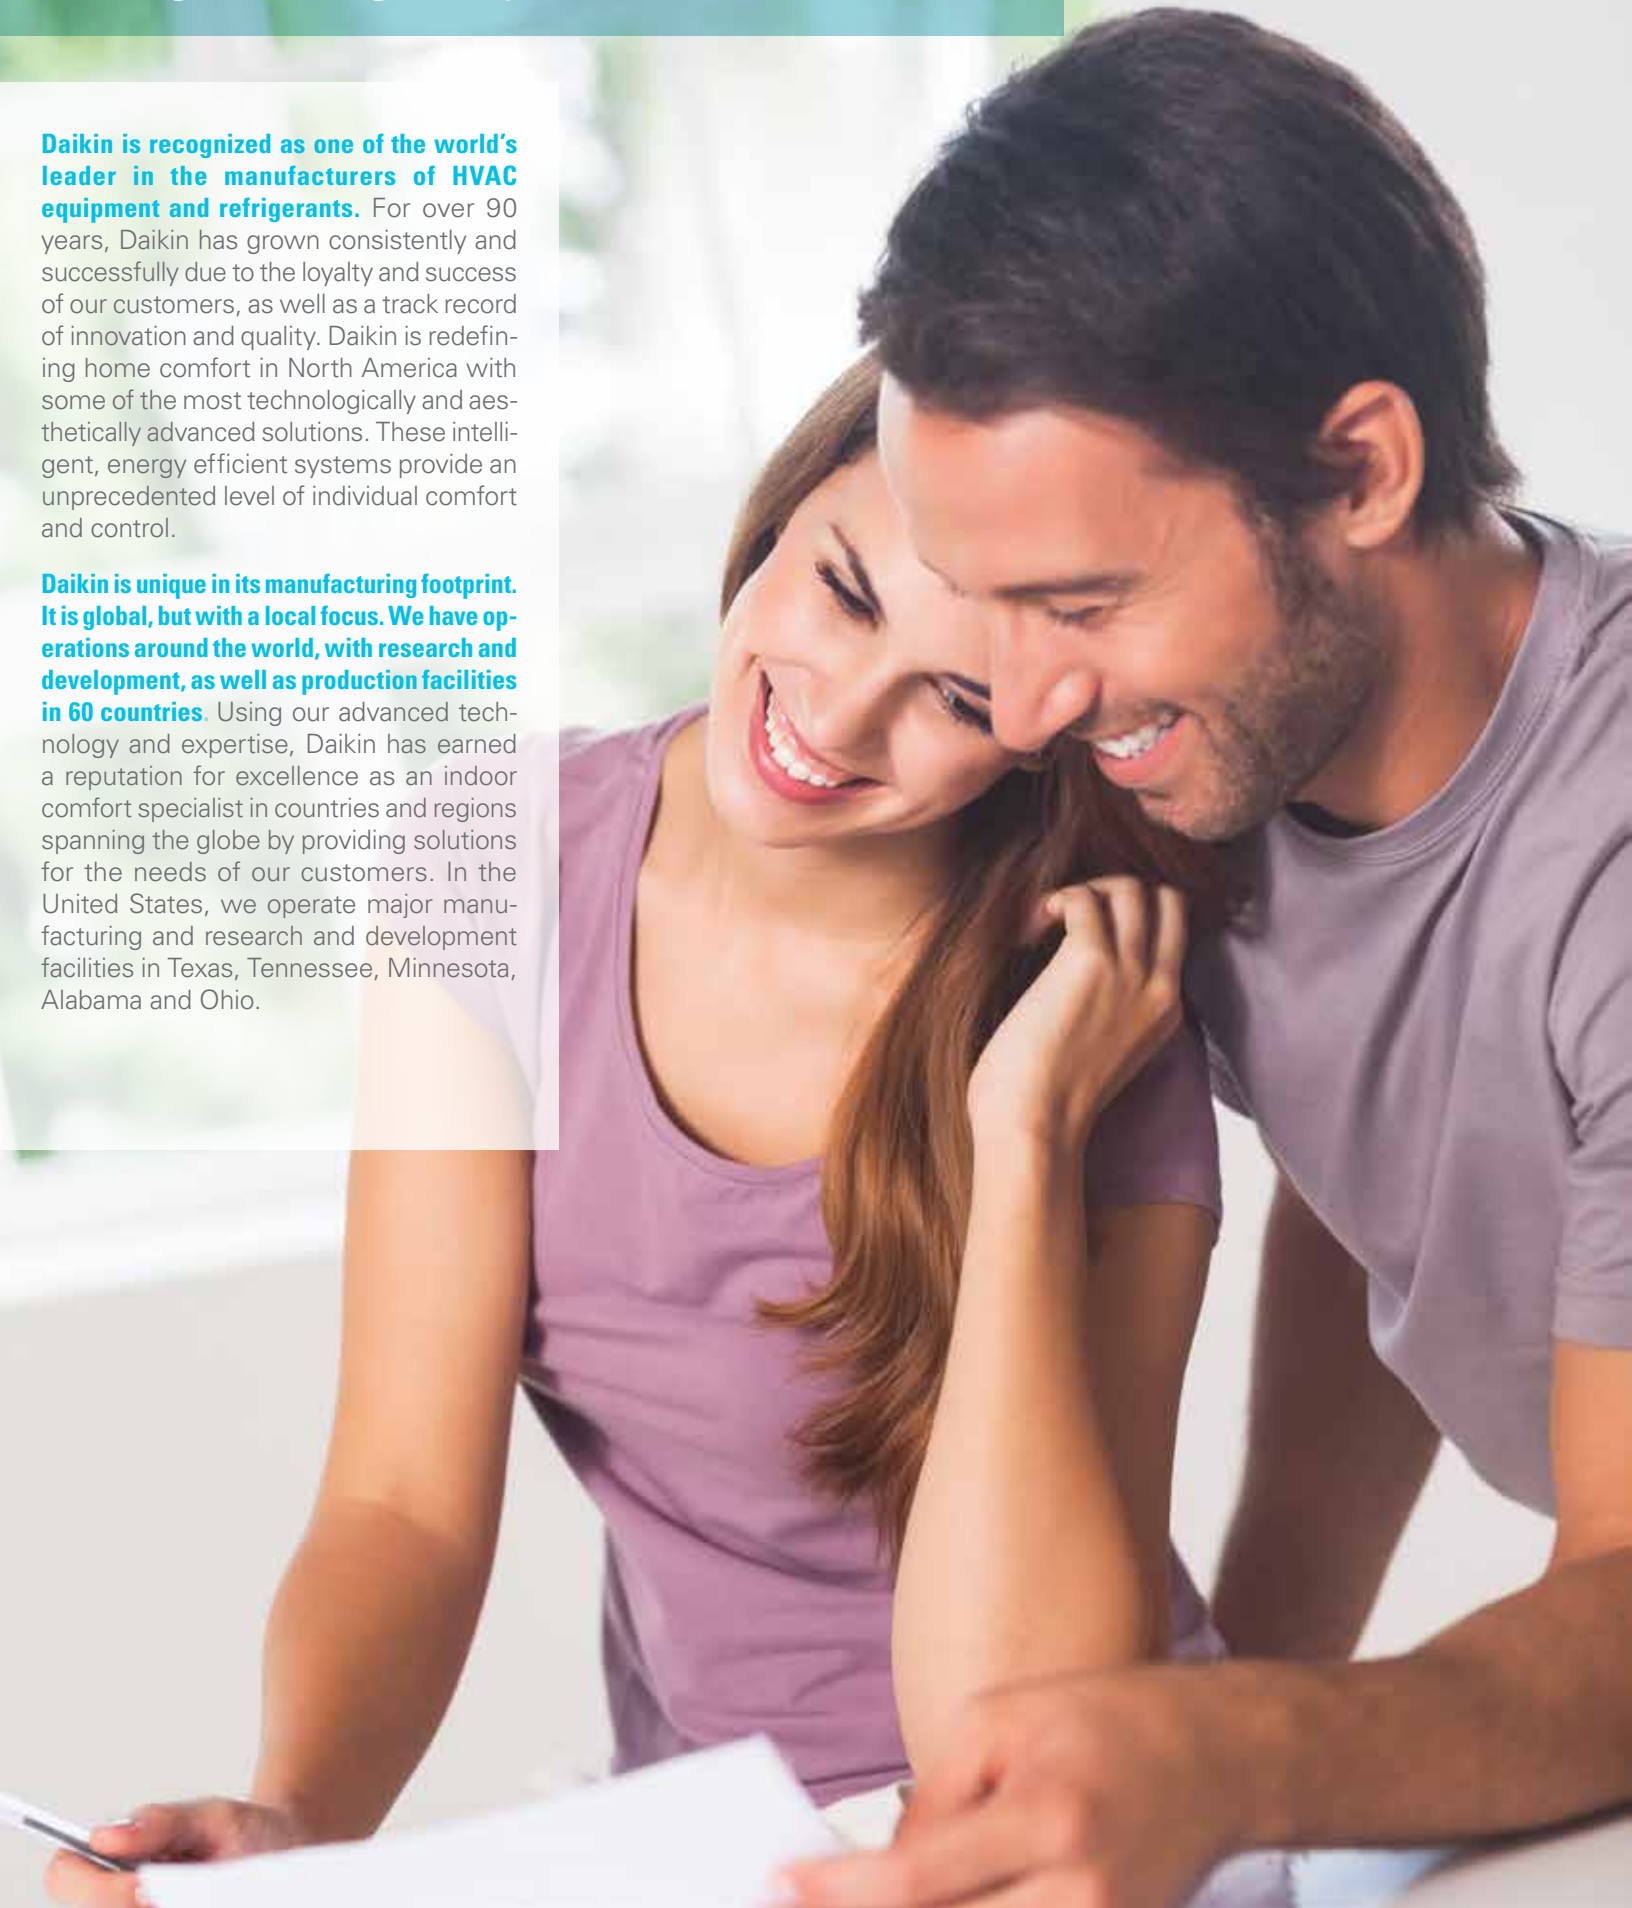 Daikin is recognized as one of the world’s
leader in the manufacturers of HVAC
equipment and refrigerants. For over 90
years, Daikin has grown consistently and
successfully due to the loyalty and success
of our customers, as well as a track record
of innovation and quality. Daikin is redefin-
ing home comfort in North America with
some of the most technologically and aes-
thetically advanced solutions. These intelli-
gent, energy efficient systems provide an
unprecedented level of individual comfort
and control.
Daikin is unique in its manufacturing footprint.
It is global, but with a local focus. We have op-
erations around the world, with research and
development, as well as production facilities
in 60 countries. Using our advanced tech-
nology and expertise, Daikin has earned
a reputation for excellence as an indoor
comfort specialist in countries and regions
spanning the globe by providing solutions
for the needs of our customers. In the
United States, we operate major manu-
facturing and research and development
facilities in Texas, Tennessee, Minnesota,
Alabama and Ohio.